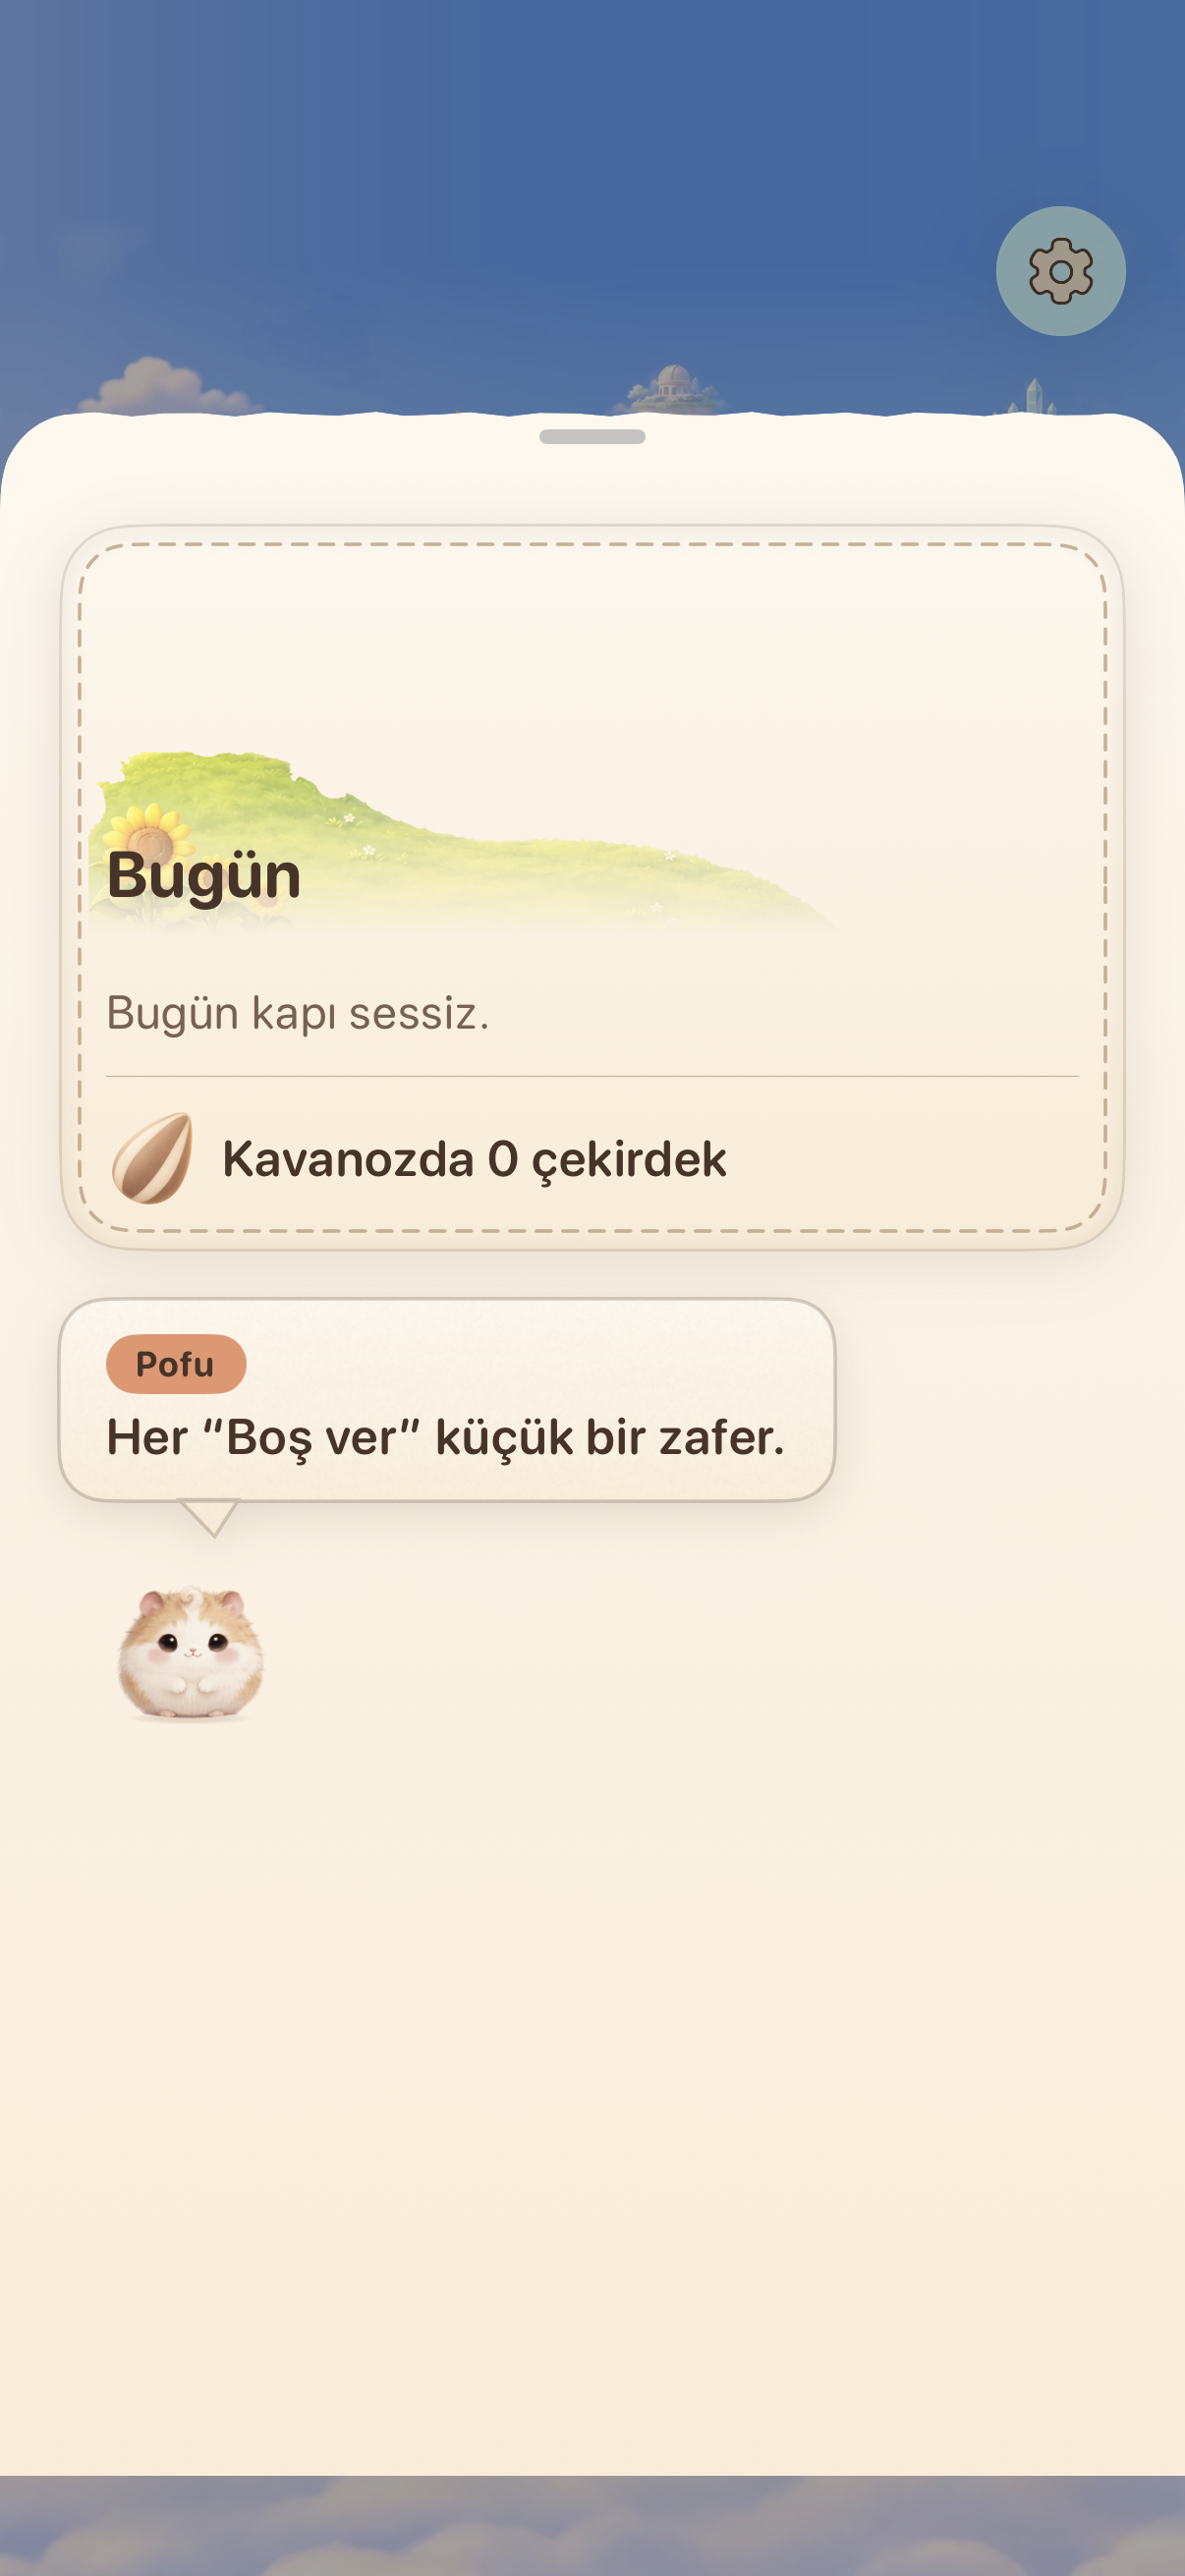 Bugün
Bugün kapı sessiz.
Kavanozda 0 çekirdek
Pofu
Her “Boş ver” küçük bir zafer.